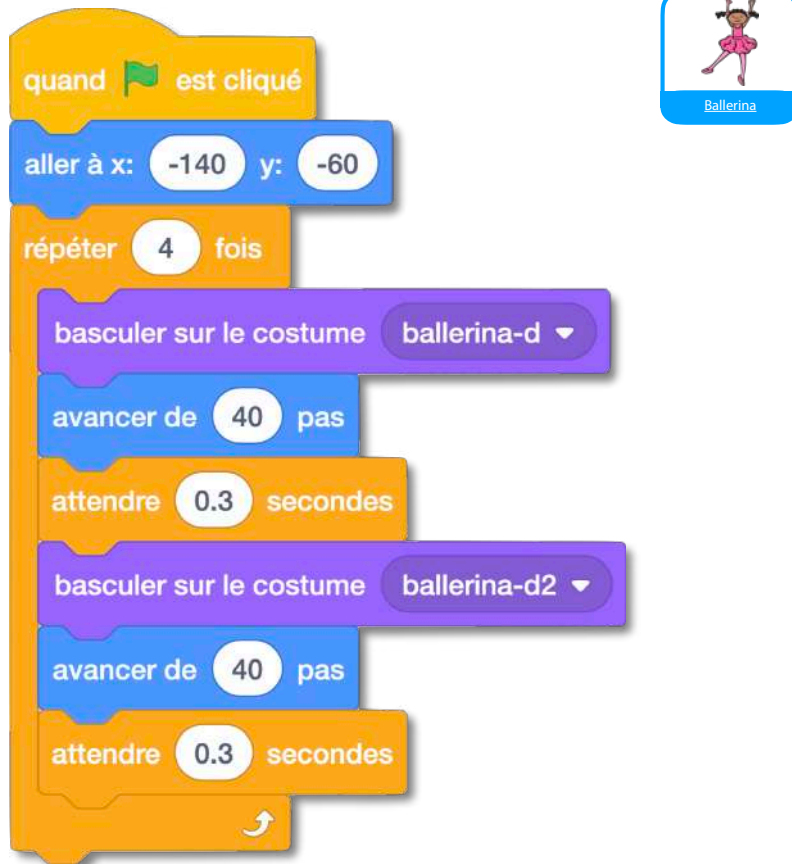 quand est cliqué
Ballerina
aller à x: -140 y: -60
répéter 4 fois
basculer sur le costume ballerina-d
avancer de 40 pas
attendre 0.3 secondes
basculer sur le costume ballerina-d2
avancer de 40 pas
attendre 0.3 secondes